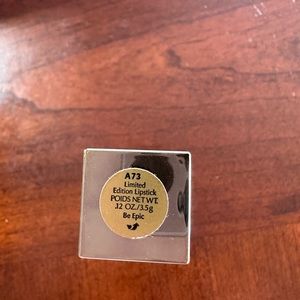 A73
Limited
Edition Lipstick
POIDS NET WT.
.12 OZ./3.5g
Be Epic